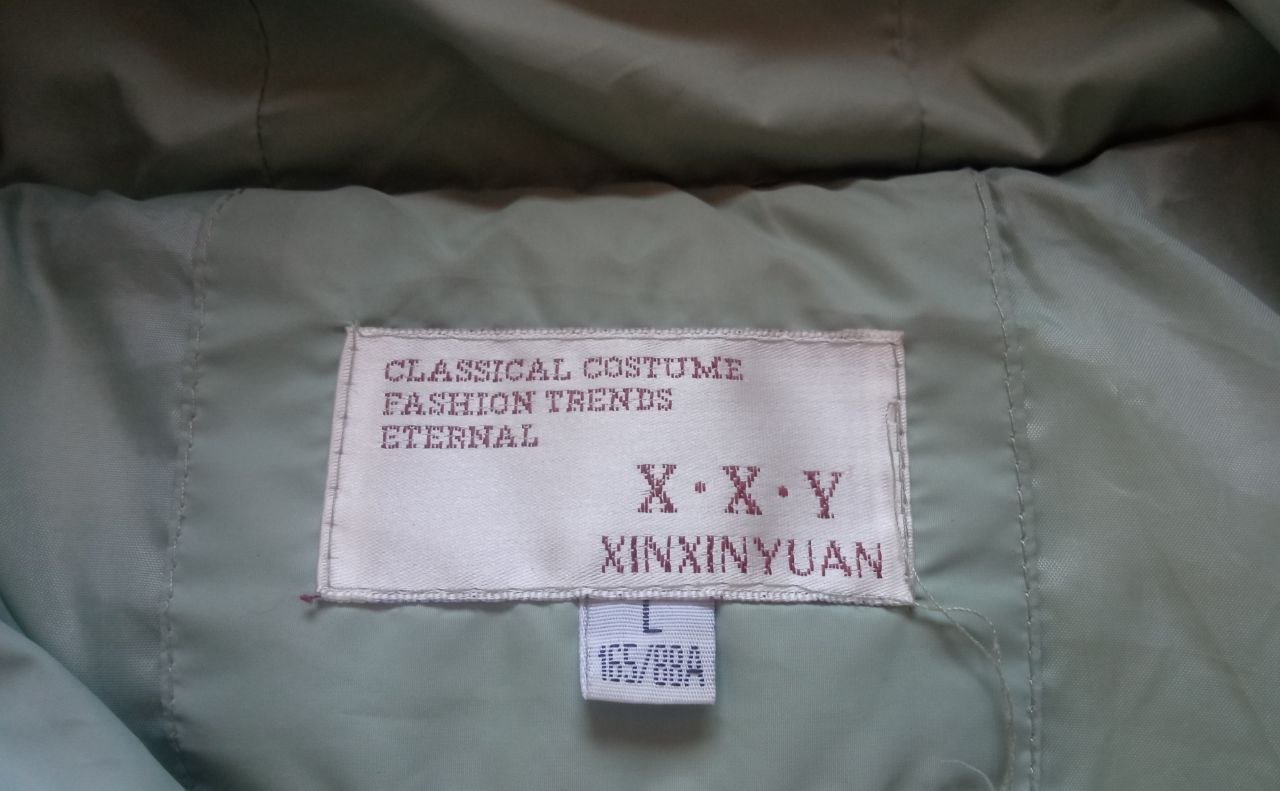 CLASSICAL COSTUME
FASHION TRENDS
ETERNAL
X·X·Y
XINXINYUAN
L
165/88A